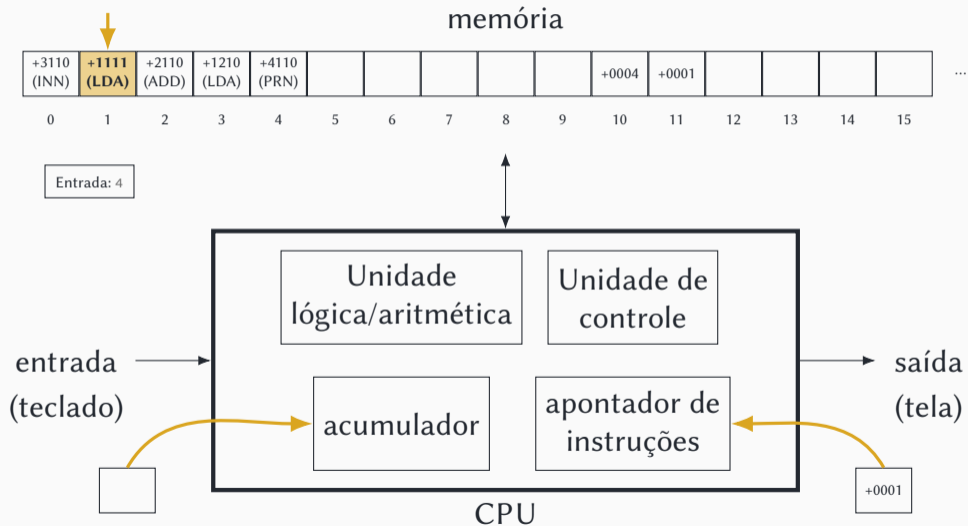 memória
+3110 +1111 +2110 +1210 +4110 +0004 +0001 ...
(INN) (LDA) (ADD) (LDA) (PRN)
0 1 2 3 4 5 6 7 8 9 10 11 12 13 14 15
Entrada: 4
Unidade
lógica/aritmética
Unidade de
controle
entrada
(teclado)
saída
(tela)
acumulador
apontador de
instruções
+0001
CPU